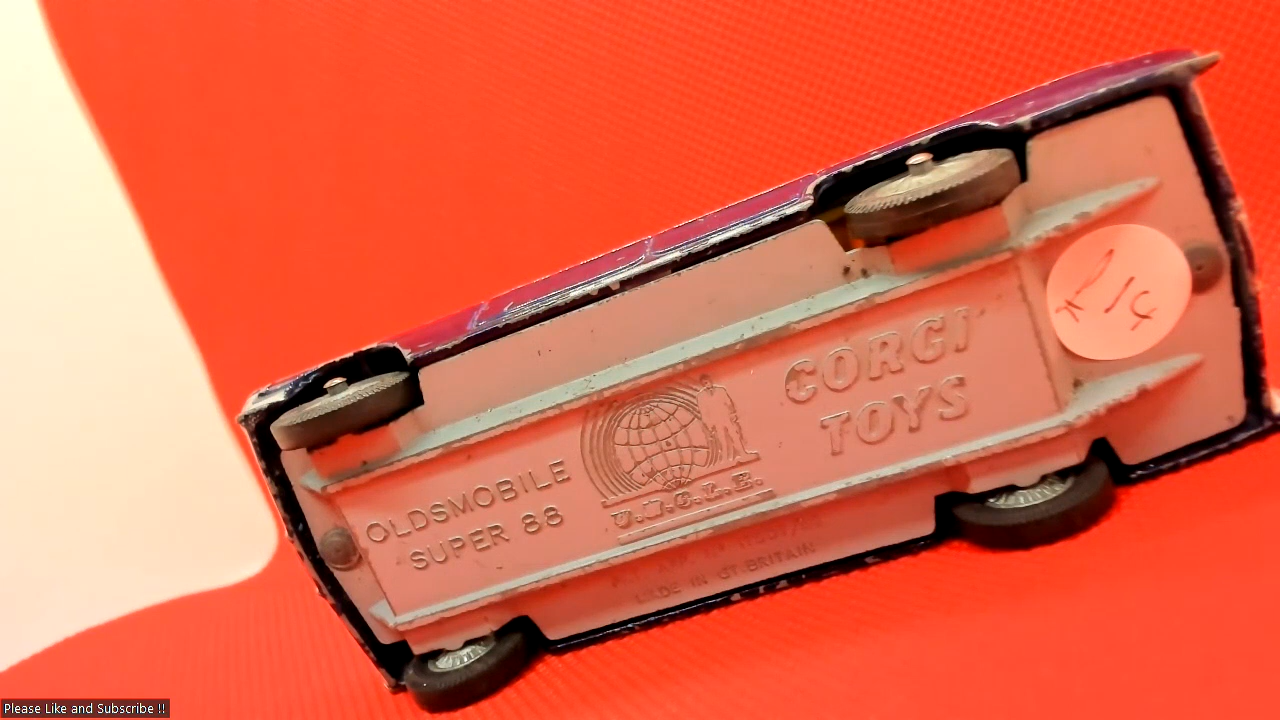 OLDSMOBILE
SUPER 88
U.N.C.L.E.
CORGI
TOYS
MADE IN GT. BRITAIN
£14
Please Like and Subscribe !!